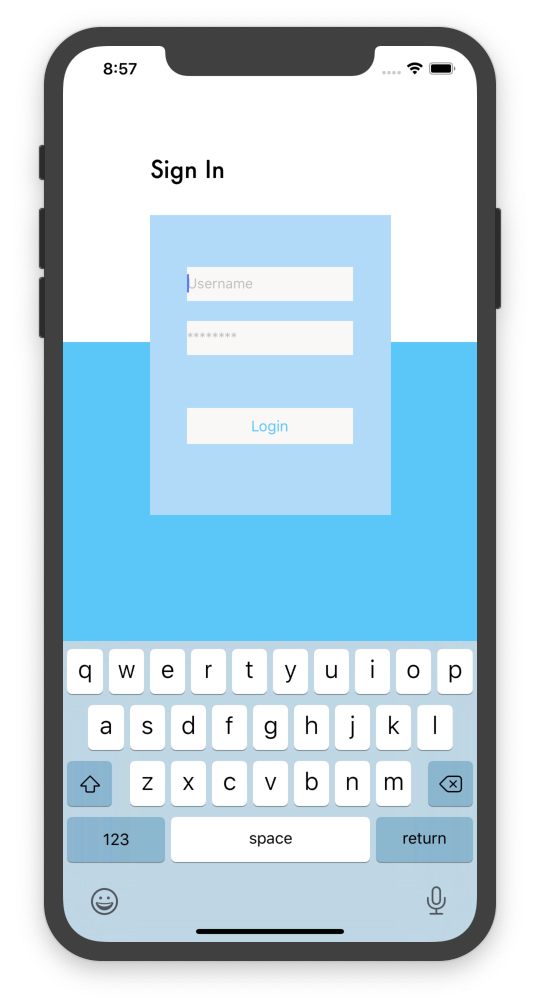 8:57
Sign In
Username
********
Login
q w e r t y u i o p
a s d f g h j k l
z x c v b n m
123 space return